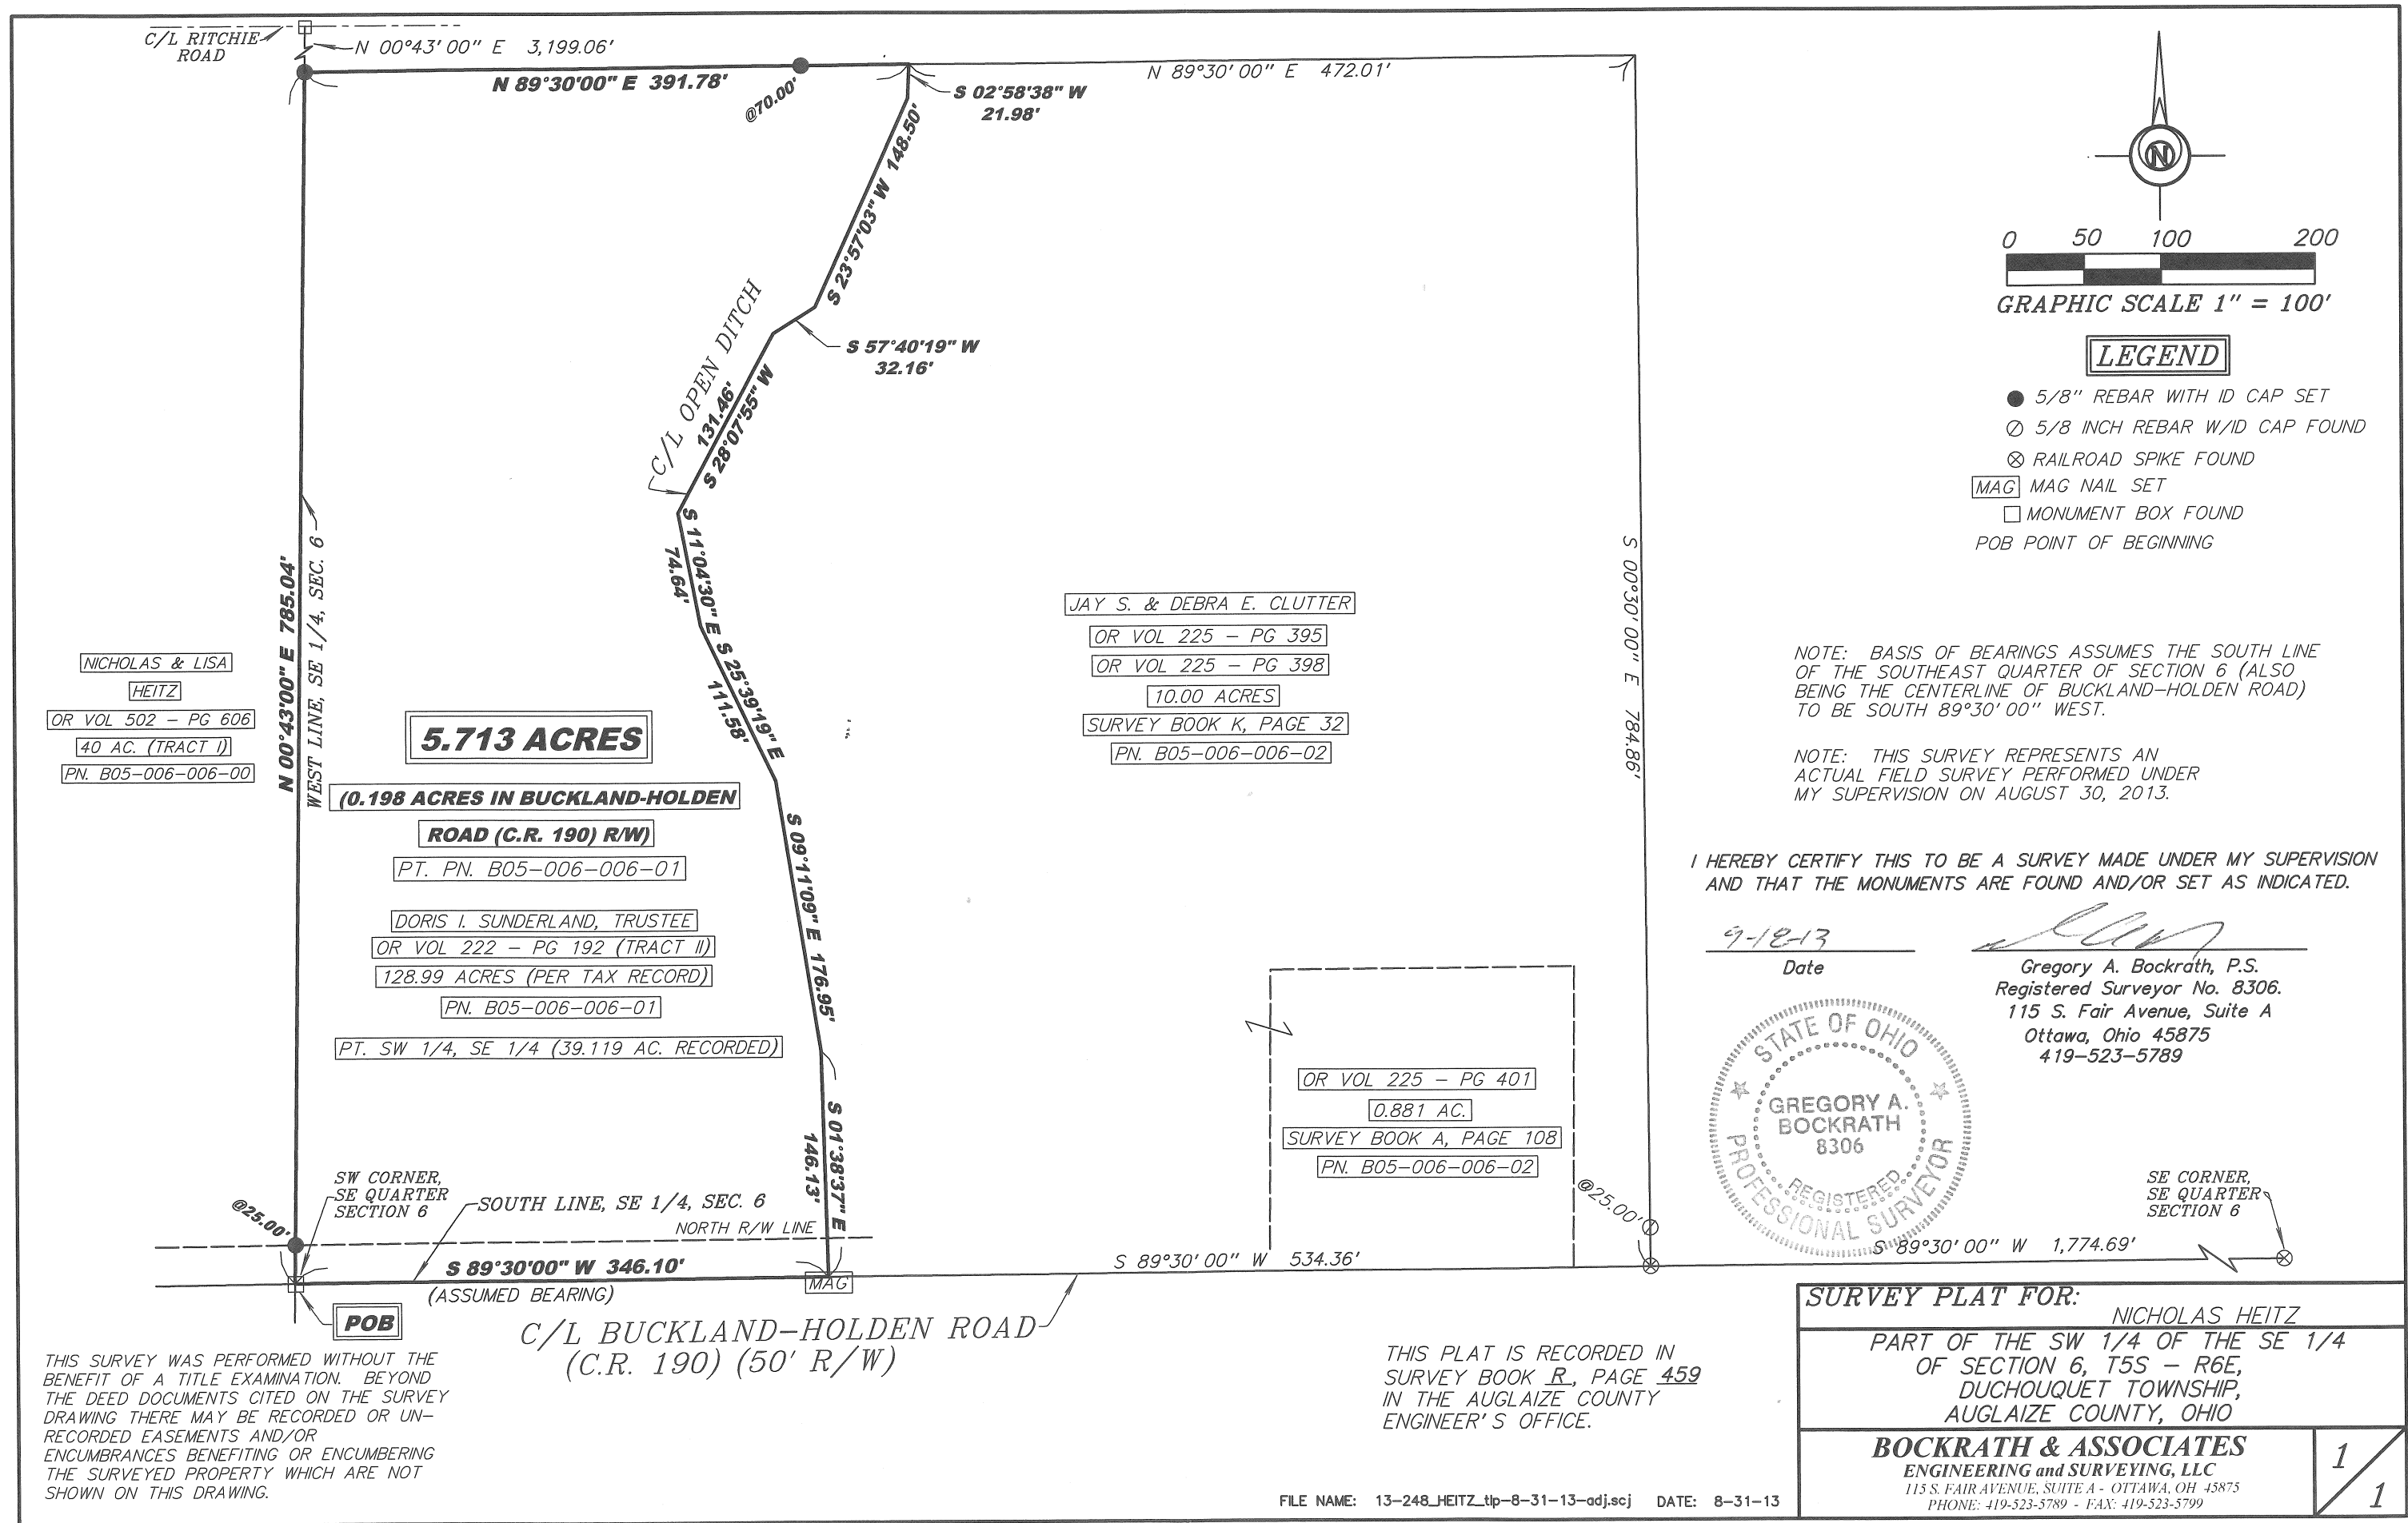 C/L RITCHIE
ROAD
N 00°43'00" E 3,199.06'
N 89°30'00" E 391.78'
@70.00'
N 89°30'00" E 472.01'
S 02°58'38" W
21.98'
S 23°57'03" W 148.50'
S 57°40'19" W
32.16'
C/L OPEN DITCH
131.46'
S 28°07'55" W
S 11°04'30" E
74.64'
S 25°39'19" E
111.58'
S 09°11'09" E 176.95'
S 01°38'37" E
146.13'
N 00°43'00" E 785.04'
WEST LINE, SE 1/4, SEC. 6
S 00°30'00" E 784.86'
NICHOLAS & LISA
HEITZ
OR VOL 502 - PG 606
40 AC. (TRACT I)
PN. B05-006-006-00
5.713 ACRES
(0.198 ACRES IN BUCKLAND-HOLDEN
ROAD (C.R. 190) R/W)
PT. PN. B05-006-006-01
DORIS I. SUNDERLAND, TRUSTEE
OR VOL 222 - PG 192 (TRACT II)
128.99 ACRES (PER TAX RECORD)
PN. B05-006-006-01
PT. SW 1/4, SE 1/4 (39.119 AC. RECORDED)
JAY S. & DEBRA E. CLUTTER
OR VOL 225 - PG 395
OR VOL 225 - PG 398
10.00 ACRES
SURVEY BOOK K, PAGE 32
PN. B05-006-006-02
OR VOL 225 - PG 401
0.881 AC.
SURVEY BOOK A, PAGE 108
PN. B05-006-006-02
@25.00'
SW CORNER,
SE QUARTER
SECTION 6
SOUTH LINE, SE 1/4, SEC. 6
NORTH R/W LINE
@25.00'
S 89°30'00" W 346.10'
(ASSUMED BEARING)
MAG
POB
S 89°30'00" W 534.36'
S 89°30'00" W 1,774.69'
SE CORNER,
SE QUARTER
SECTION 6
C/L BUCKLAND-HOLDEN ROAD
(C.R. 190) (50' R/W)
N
0 50 100 200
GRAPHIC SCALE 1" = 100'
LEGEND
5/8" REBAR WITH ID CAP SET
5/8 INCH REBAR W/ID CAP FOUND
RAILROAD SPIKE FOUND
MAG MAG NAIL SET
MONUMENT BOX FOUND
POB POINT OF BEGINNING
NOTE: BASIS OF BEARINGS ASSUMES THE SOUTH LINE
OF THE SOUTHEAST QUARTER OF SECTION 6 (ALSO
BEING THE CENTERLINE OF BUCKLAND-HOLDEN ROAD)
TO BE SOUTH 89°30'00" WEST.
NOTE: THIS SURVEY REPRESENTS AN
ACTUAL FIELD SURVEY PERFORMED UNDER
MY SUPERVISION ON AUGUST 30, 2013.
I HEREBY CERTIFY THIS TO BE A SURVEY MADE UNDER MY SUPERVISION
AND THAT THE MONUMENTS ARE FOUND AND/OR SET AS INDICATED.
Date
Gregory A. Bockrath, P.S.
Registered Surveyor No. 8306.
115 S. Fair Avenue, Suite A
Ottawa, Ohio 45875
419-523-5789
STATE OF OHIO
GREGORY A.
BOCKRATH
8306
REGISTERED
PROFESSIONAL SURVEYOR
THIS SURVEY WAS PERFORMED WITHOUT THE
BENEFIT OF A TITLE EXAMINATION. BEYOND
THE DEED DOCUMENTS CITED ON THE SURVEY
DRAWING THERE MAY BE RECORDED OR UN-
RECORDED EASEMENTS AND/OR
ENCUMBRANCES BENEFITING OR ENCUMBERING
THE SURVEYED PROPERTY WHICH ARE NOT
SHOWN ON THIS DRAWING.
THIS PLAT IS RECORDED IN
SURVEY BOOK R, PAGE 459
IN THE AUGLAIZE COUNTY
ENGINEER'S OFFICE.
FILE NAME: 13-248_HEITZ_tlp-8-31-13-adj.scj DATE: 8-31-13
SURVEY PLAT FOR:
NICHOLAS HEITZ
PART OF THE SW 1/4 OF THE SE 1/4
OF SECTION 6, T5S - R6E,
DUCHOUQUET TOWNSHIP,
AUGLAIZE COUNTY, OHIO
BOCKRATH & ASSOCIATES
ENGINEERING and SURVEYING, LLC
115 S. FAIR AVENUE, SUITE A - OTTAWA, OH 45875
PHONE: 419-523-5789 - FAX: 419-523-5799
1/1